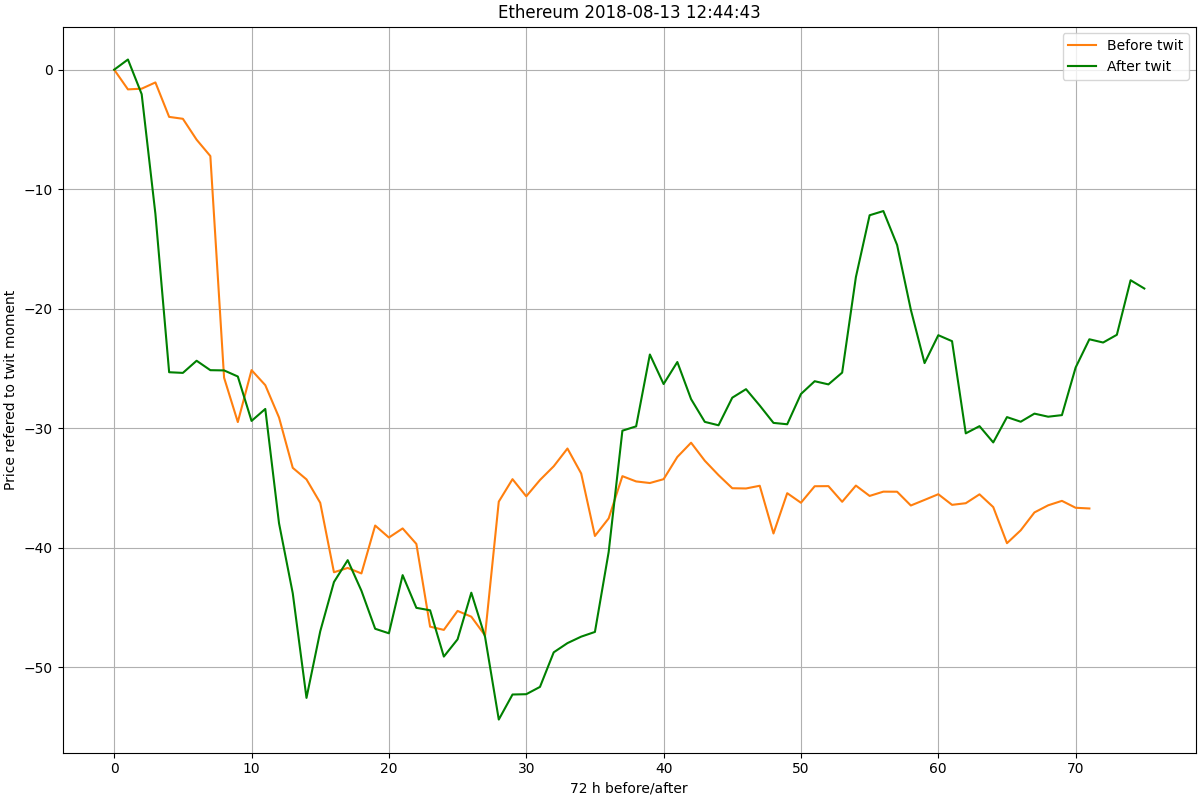 Ethereum 2018-08-13 12:44:43
Before twit
After twit
Price refered to twit moment
0
−10
−20
−30
−40
−50
0 10 20 30 40 50 60 70
72 h before/after